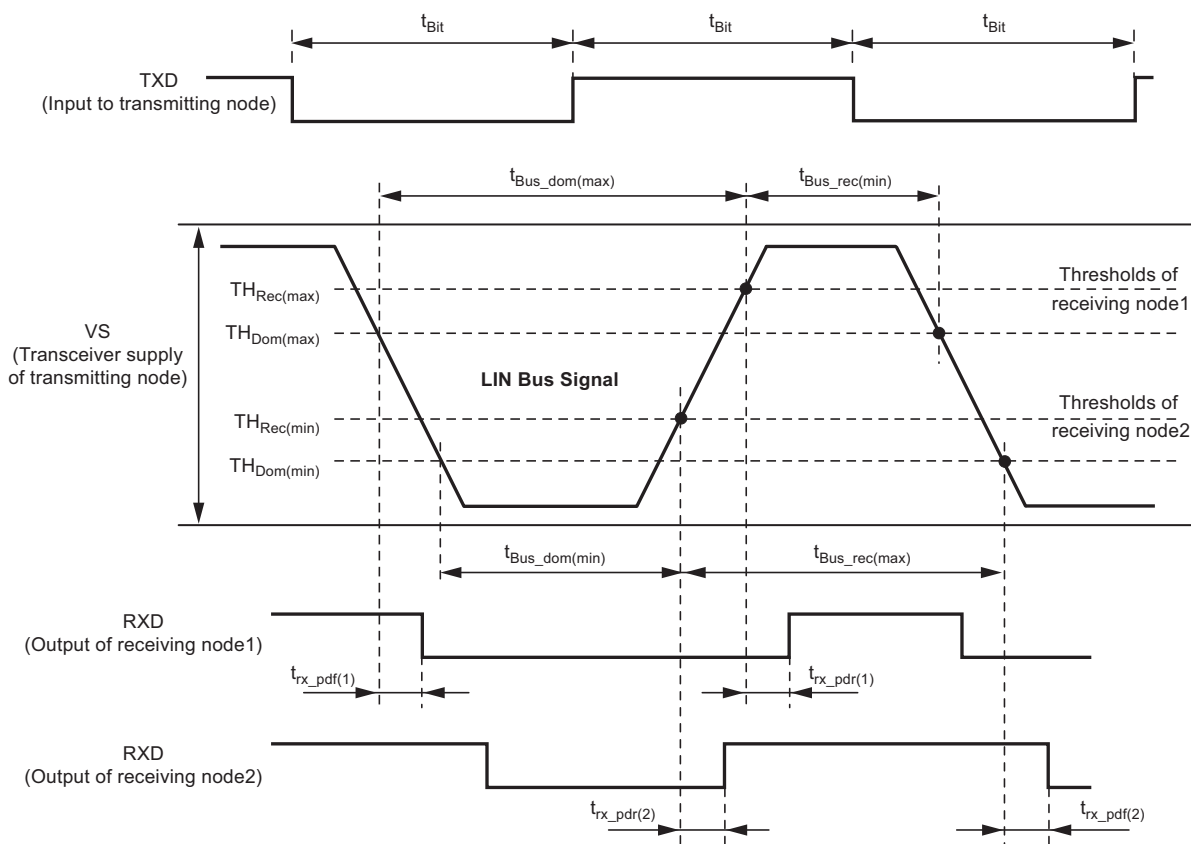 tBit
tBit
tBit
TXD
(Input to transmitting node)
tBus_dom(max)
tBus_rec(min)
THRec(max)
Thresholds of
receiving node1
VS
(Transceiver supply
of transmitting node)
THDom(max)
LIN Bus Signal
THRec(min)
Thresholds of
receiving node2
THDom(min)
tBus_dom(min)
tBus_rec(max)
RXD
(Output of receiving node1)
trx_pdf(1)
trx_pdr(1)
RXD
(Output of receiving node2)
trx_pdr(2)
trx_pdf(2)